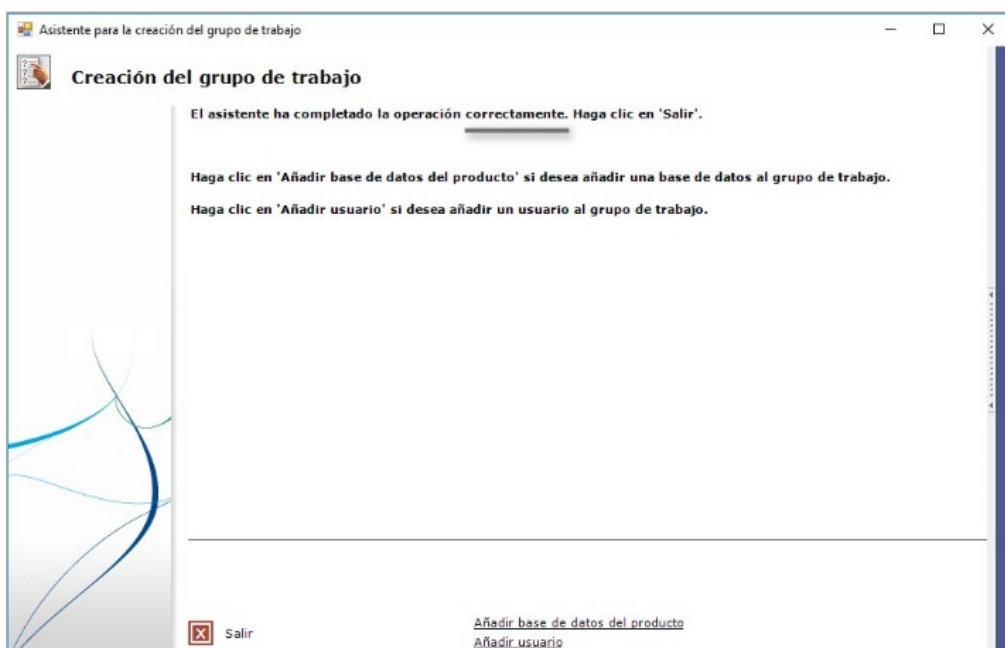 Asistente para la creación del grupo de trabajo
Creación del grupo de trabajo
El asistente ha completado la operación correctamente. Haga clic en 'Salir'.
Haga clic en 'Añadir base de datos del producto' si desea añadir una base de datos al grupo de trabajo.
Haga clic en 'Añadir usuario' si desea añadir un usuario al grupo de trabajo.
Añadir base de datos del producto
Salir
Añadir usuario